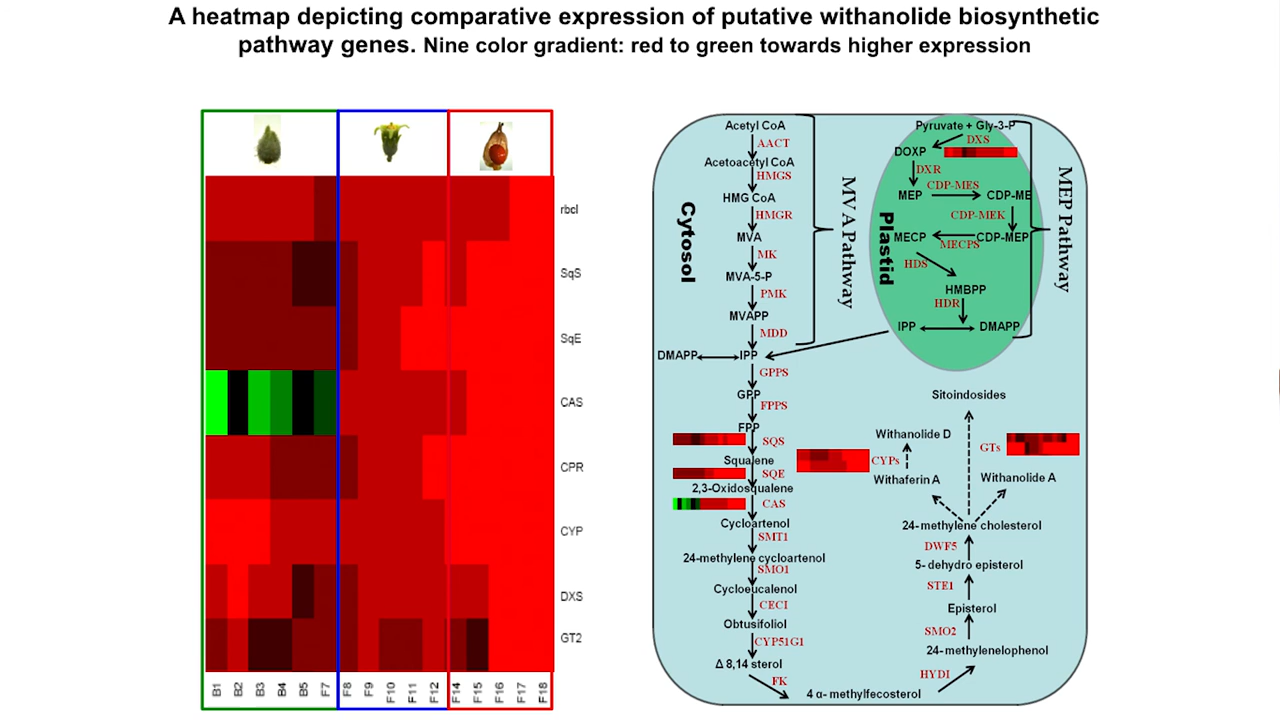 A heatmap depicting comparative expression of putative withanolide biosynthetic
pathway genes. Nine color gradient: red to green towards higher expression
rbcl
SqS
SqE
CAS
CPR
CYP
DXS
GT2
B1 B2 B3 B4 B5 F7 F8 F9 F10 F11 F12 F14 F15 F16 F17 F18
Cytosol
Acetyl CoA
AACT
Acetoacetyl CoA
HMGS
HMG CoA
HMGR
MVA
MK
MVA-5-P
PMK
MVAPP
MDD
DMAPP IPP
GPPS
GPP
FPPS
FPP
SQS
Squalene
SQE
2,3-Oxidosqualene
CAS
Cycloartenol
SMT1
24-methylene cycloartenol
SMO1
Cycloeucalenol
CECI
Obtusifoliol
CYP51G1
Δ 8,14 sterol
FK
4 α- methylfecosterol
MVA Pathway
Plastid
Pyruvate + Gly-3-P
DXS
DOXP
DXR
MEP
CDP-MES
CDP-ME
CDP-MEK
MECP
CDP-MEP
MECPS
HDS
HMBPP
HDR
IPP DMAPP
MEP Pathway
Sitoindosides
Withanolide D
CYPs
GTs
Withaferin A
Withanolide A
24- methylene cholesterol
DWF5
5- dehydro episterol
STE1
Episterol
SMO2
24- methylenelophenol
HYDI